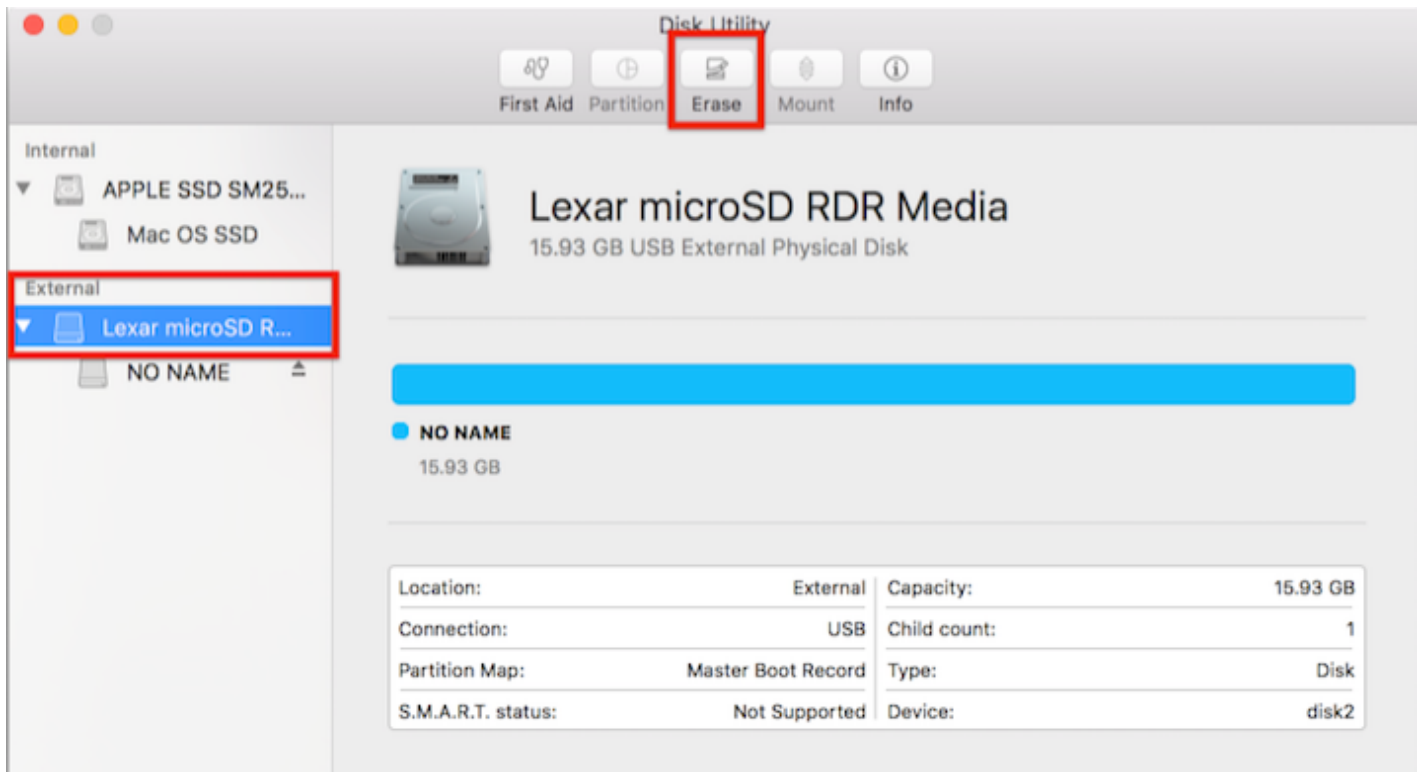 Disk Utility
First Aid Partition Erase Mount Info
Internal
APPLE SSD SM25...
Mac OS SSD
External
Lexar microSD R...
NO NAME
Lexar microSD RDR Media
15.93 GB USB External Physical Disk
NO NAME
15.93 GB
Location: External Capacity: 15.93 GB
Connection: USB Child count: 1
Partition Map: Master Boot Record Type: Disk
S.M.A.R.T. status: Not Supported Device: disk2